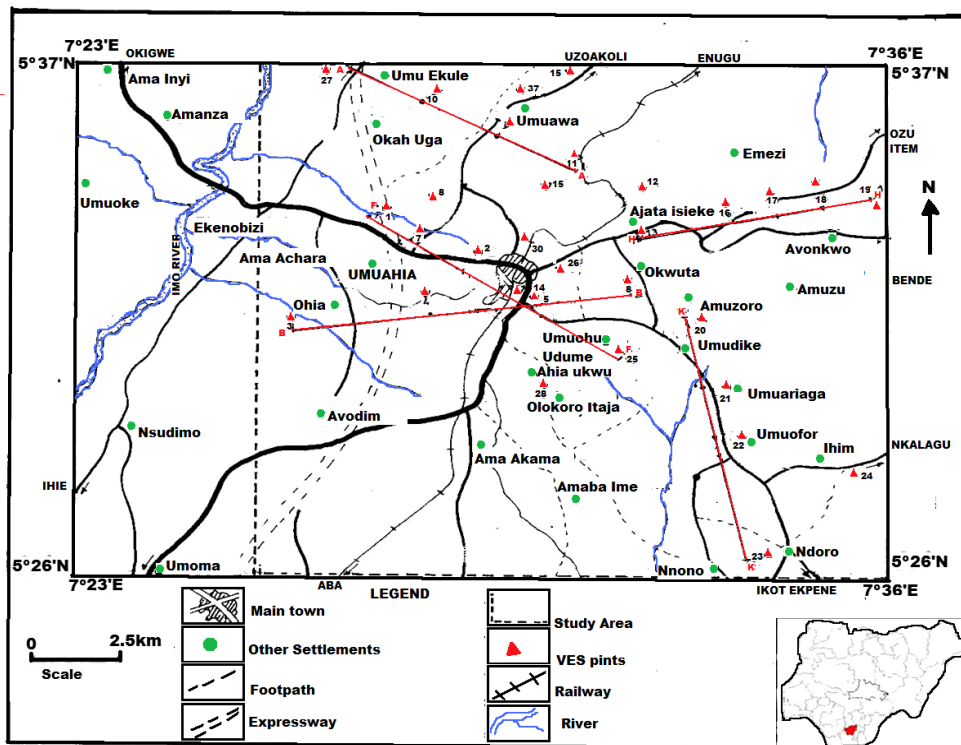 7°23'E
OKIGWE
UZOAKOLI
ENUGU
7°36'E
5°37'N
5°37'N
Ama Inyi
27
A
Umu Ekule
15
10
37
Amanza
Umuawa
Okah Uga
OZU
ITEM
11
A
Emezi
Umuoke
8
15
12
16
17
18
19
H
N
F
1
Ekenobizi
7
Ajata isieke
13
H
Avonkwo
Ama Achara
2
30
IMO RIVER
UMUAHIA
26
Okwuta
BENDE
8
B
Amuzu
14
5
Ohia
Amuzoro
3
B
K
20
Umuohu
Udume
F
25
Umudike
Ahia ukwu
28
Olokoro Itaja
21
Umuariaga
Avodim
Nsudimo
22
Umuofor
Ama Akama
Ihim
NKALAGU
24
IHIE
Amaba Ime
23
K
Ndoro
5°26'N
5°26'N
Umoma
Nnono
7°23'E
ABA
IKOT EKPENE
7°36'E
LEGEND
Main town
Study Area
0
2.5km
Scale
Other Settlements
VES pints
Footpath
Railway
Expressway
River